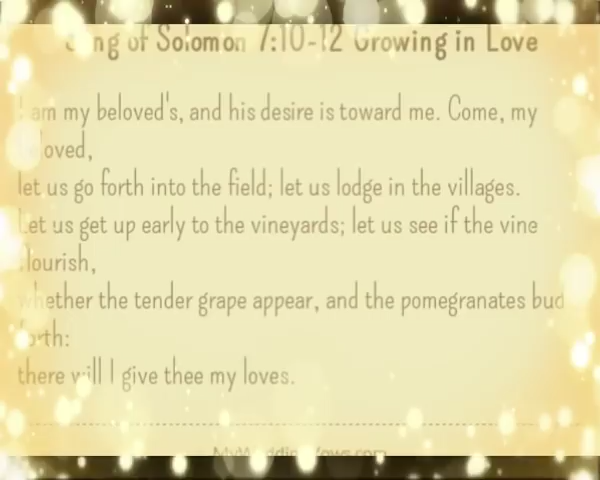 Song of Solomon 7:10-12 Growing in Love
I am my beloved's, and his desire is toward me. Come, my
beloved,
let us go forth into the field; let us lodge in the villages.
Let us get up early to the vineyards; let us see if the vine
flourish,
whether the tender grape appear, and the pomegranates bud
forth:
there will I give thee my loves.
MyWeddingVows.com